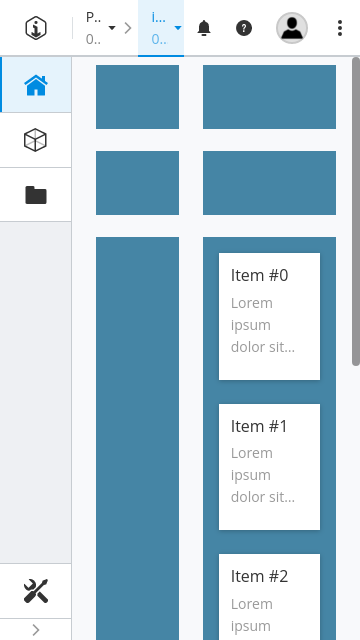 P...
0..
i...
0..
Item #0
Lorem
ipsum
dolor sit...
Item #1
Lorem
ipsum
dolor sit...
Item #2
Lorem
ipsum